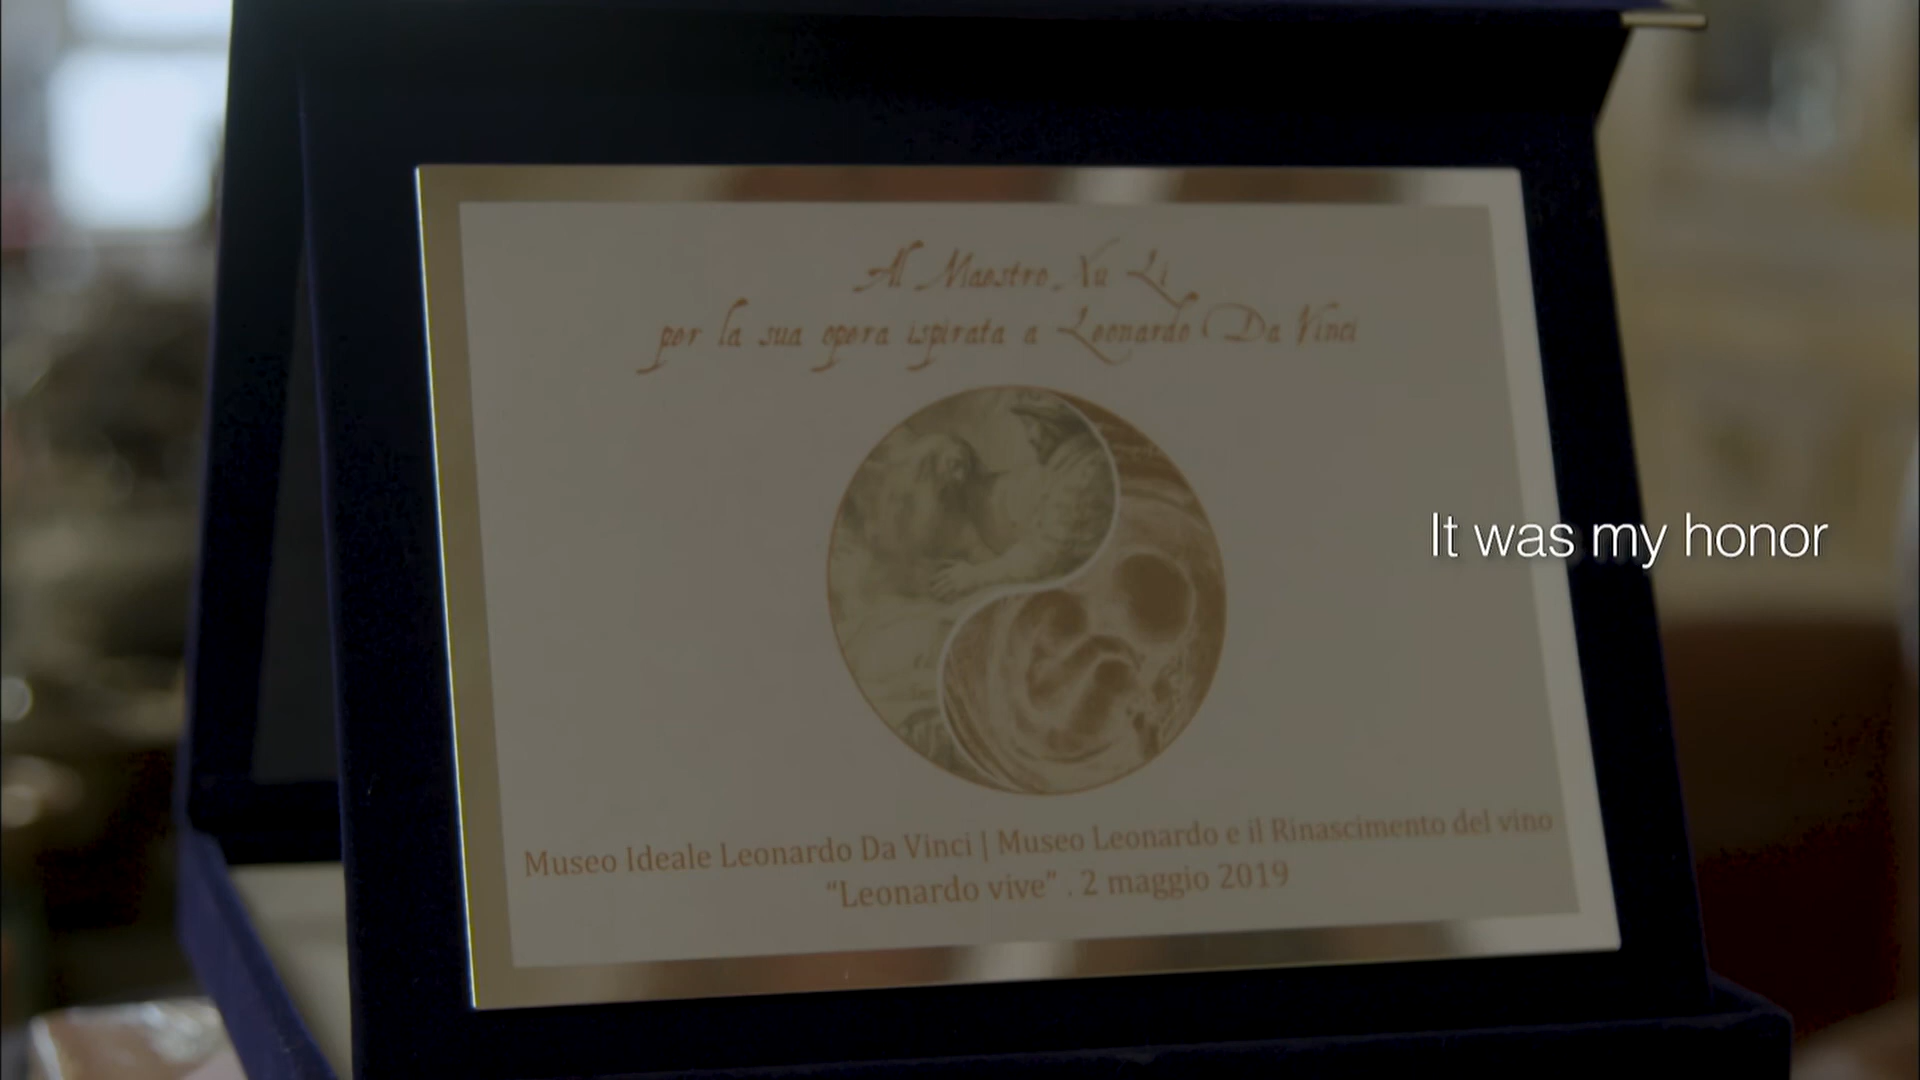 Al Maestro Xu Li
per la sua opera ispirata a Leonardo Da Vinci
It was my honor
Museo Ideale Leonardo Da Vinci | Museo Leonardo e il Rinascimento del vino
“Leonardo vive” . 2 maggio 2019